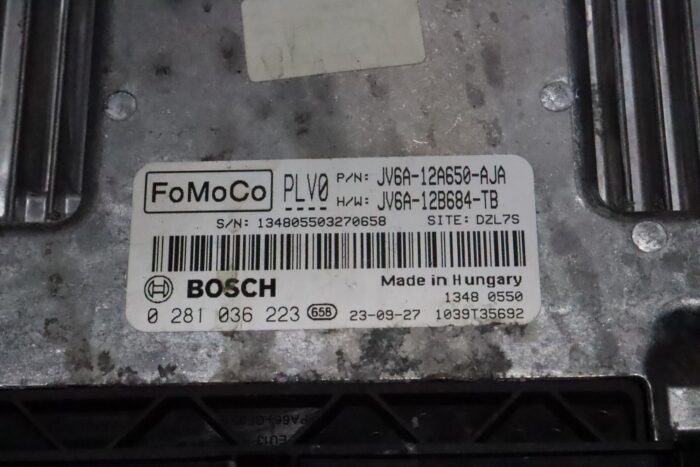 FoMoCo PLV0 P/N: JV6A-12A650-AJA
H/W: JV6A-12B684-TB
S/N: 134805503270658 SITE: DZL7S
BOSCH Made in Hungary
1348 0550
0 281 036 223 658 23-09-27 1039T35692